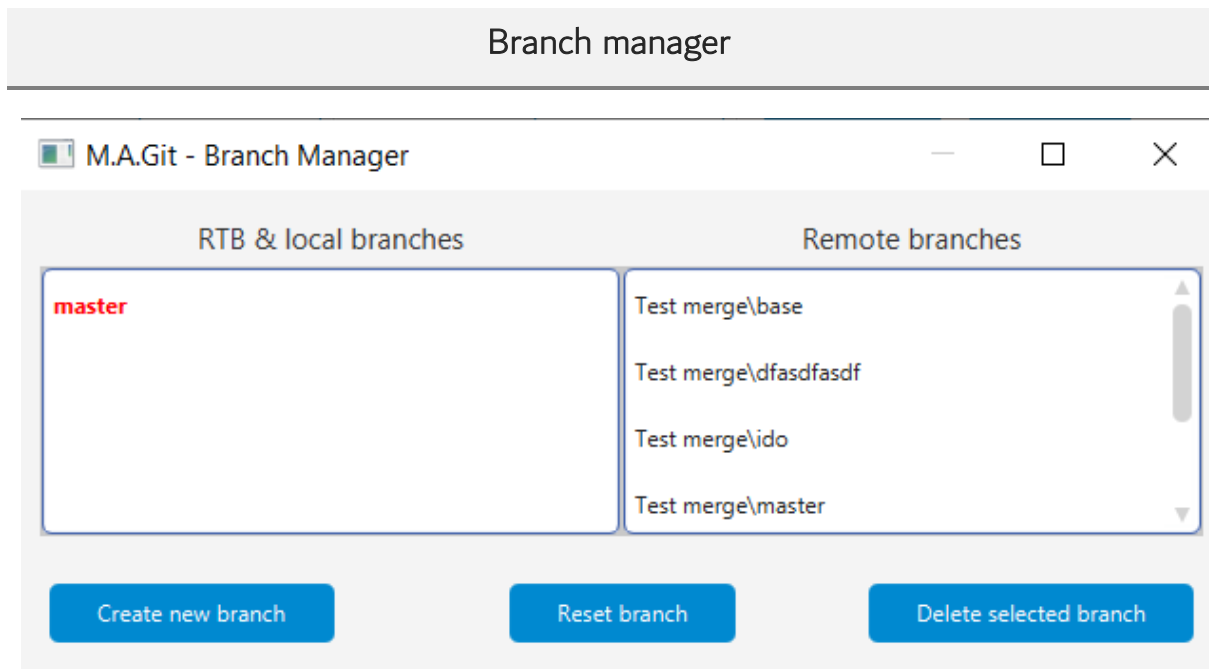 Branch manager
M.A.Git - Branch Manager
RTB & local branches
Remote branches
master
Test merge\base
Test merge\dfasdfasdf
Test merge\ido
Test merge\master
Create new branch
Reset branch
Delete selected branch